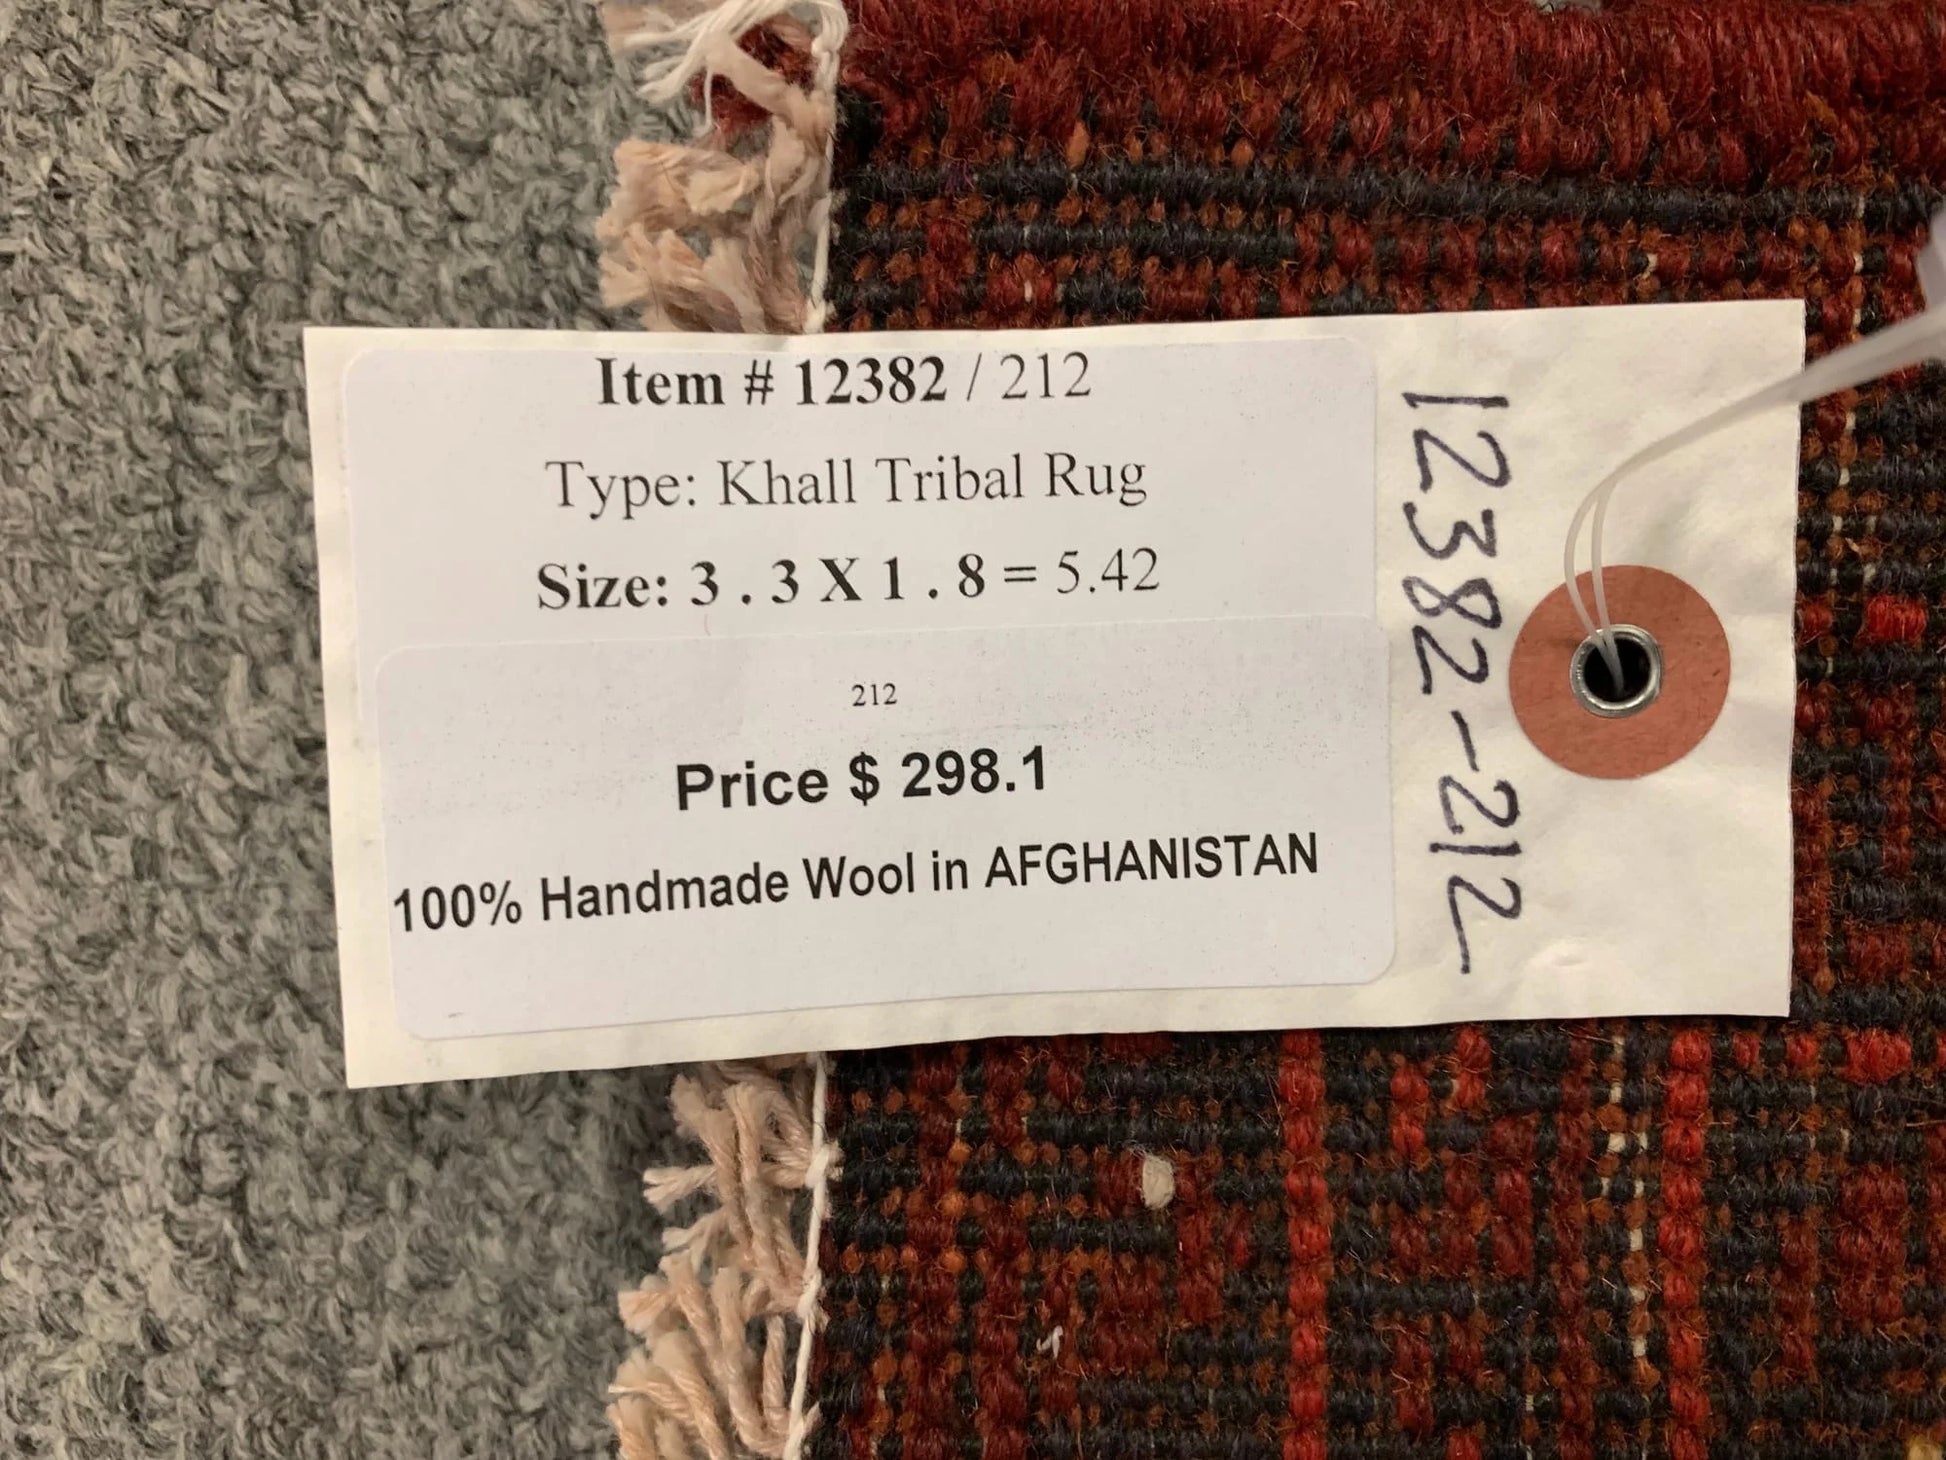 Item # 12382 / 212
Type: Khall Tribal Rug
Size: 3 . 3 X 1 . 8 = 5.42
212
Price $ 298.1
100% Handmade Wool in AFGHANISTAN
12382-212